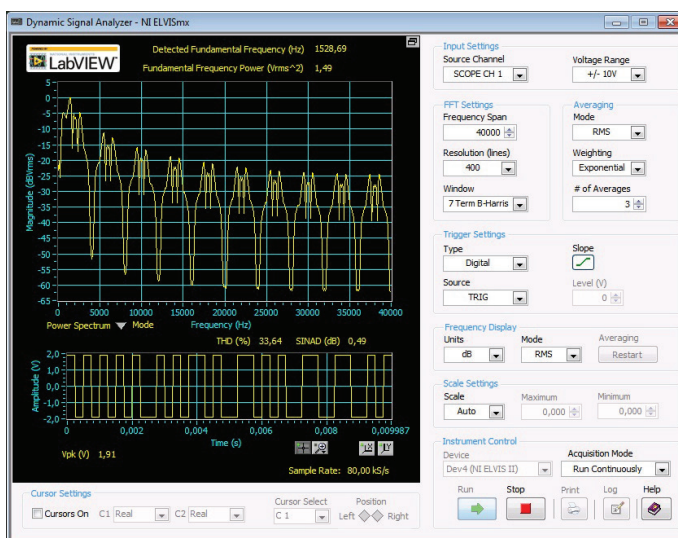 Dynamic Signal Analyzer - NI ELVISmx
LabVIEW™
Detected Fundamental Frequency (Hz) 1528,69
Fundamental Frequency Power (Vrms^2) 1,49
Magnitude (dBVrms)
5
0
-5
-10
-15
-20
-25
-30
-35
-40
-45
-50
-55
-60
-65
0 5000 10000 15000 20000 25000 30000 35000 40000
Power Spectrum Mode Frequency (Hz)
THD (%) 33,64 SINAD (dB) 0,49
Amplitude (V)
2,0
1,0
0,0
-1,0
-2,0
0 0,002 0,004 0,006 0,008 0,009987
Time (s)
Vpk (V) 1,91
Sample Rate: 80,00 kS/s
Cursor Settings
Cursors On C1 Real C2 Real
Cursor Select
C 1
Position
Left Right
Input Settings
Source Channel
SCOPE CH 1
Voltage Range
+/- 10V
FFT Settings
Frequency Span
40000
Resolution (lines)
400
Window
7 Term B-Harris
Averaging
Mode
RMS
Weighting
Exponential
# of Averages
3
Trigger Settings
Type
Digital
Slope
Source
TRIG
Level (V)
0
Frequency Display
Units
dB
Mode
RMS
Averaging
Restart
Scale Settings
Scale
Auto
Maximum
0,000
Minimum
0,000
Instrument Control
Device
Dev4 (NI ELVIS II)
Acquisition Mode
Run Continuously
Run Stop Print Log Help